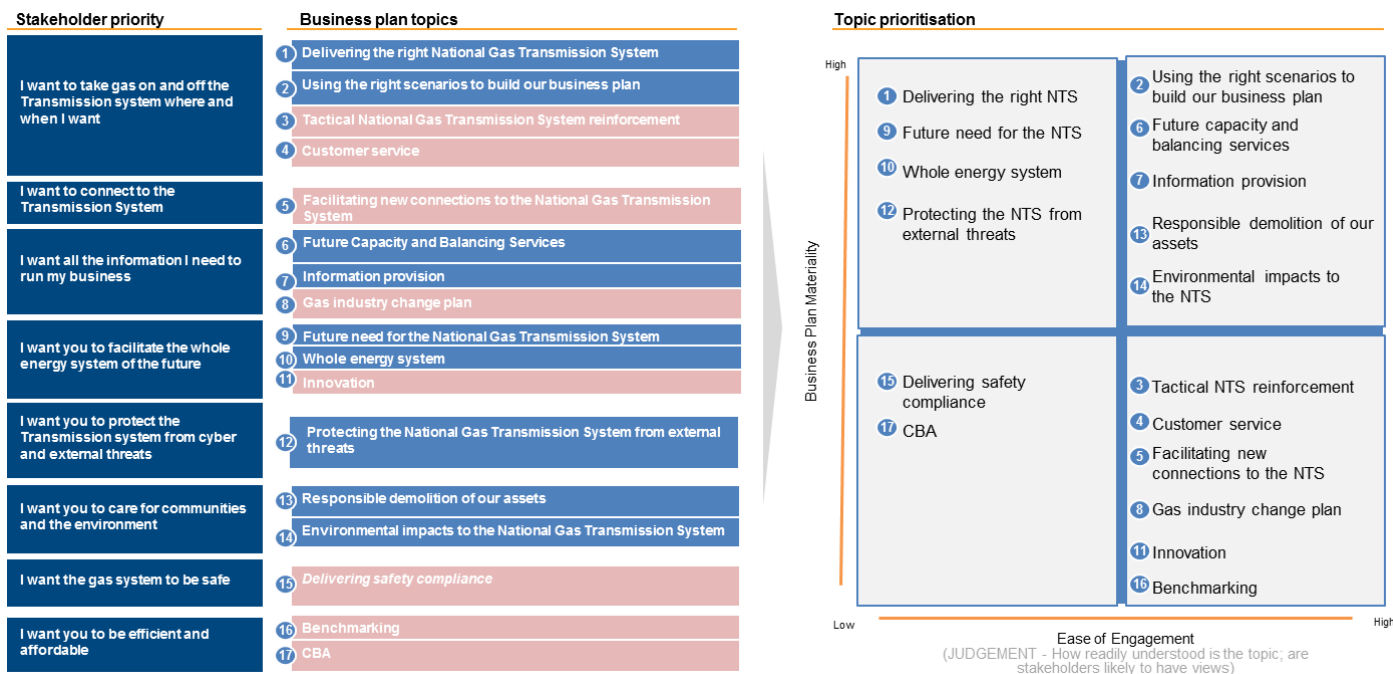 Stakeholder priority
I want to take gas on and off the
Transmission system where and
when I want
I want to connect to the
Transmission System
I want all the information I need to
run my business
I want you to facilitate the whole
energy system of the future
I want you to protect the
Transmission system from cyber
and external threats
I want you to care for communities
and the environment
I want the gas system to be safe
I want you to be efficient and
affordable
Business plan topics
1 Delivering the right National Gas Transmission System
2 Using the right scenarios to build our business plan
3 Tactical National Gas Transmission System reinforcement
4 Customer service
5 Facilitating new connections to the National Gas Transmission
System
6 Future Capacity and Balancing Services
7 Information provision
8 Gas industry change plan
9 Future need for the National Gas Transmission System
10 Whole energy system
11 Innovation
12 Protecting the National Gas Transmission System from external
threats
13 Responsible demolition of our assets
14 Environmental impacts to the National Gas Transmission System
15 Delivering safety compliance
16 Benchmarking
17 CBA
Topic prioritisation
High
Business Plan Materiality
1 Delivering the right NTS
9 Future need for the NTS
10 Whole energy system
12 Protecting the NTS from
external threats
2 Using the right scenarios to
build our business plan
6 Future capacity and
balancing services
7 Information provision
13 Responsible demolition of our
assets
14 Environmental impacts to
the NTS
15 Delivering safety
compliance
17 CBA
3 Tactical NTS reinforcement
4 Customer service
5 Facilitating new
connections to the NTS
8 Gas industry change plan
11 Innovation
16 Benchmarking
Low
High
Ease of Engagement
(JUDGEMENT - How readily understood is the topic; are
stakeholders likely to have views)